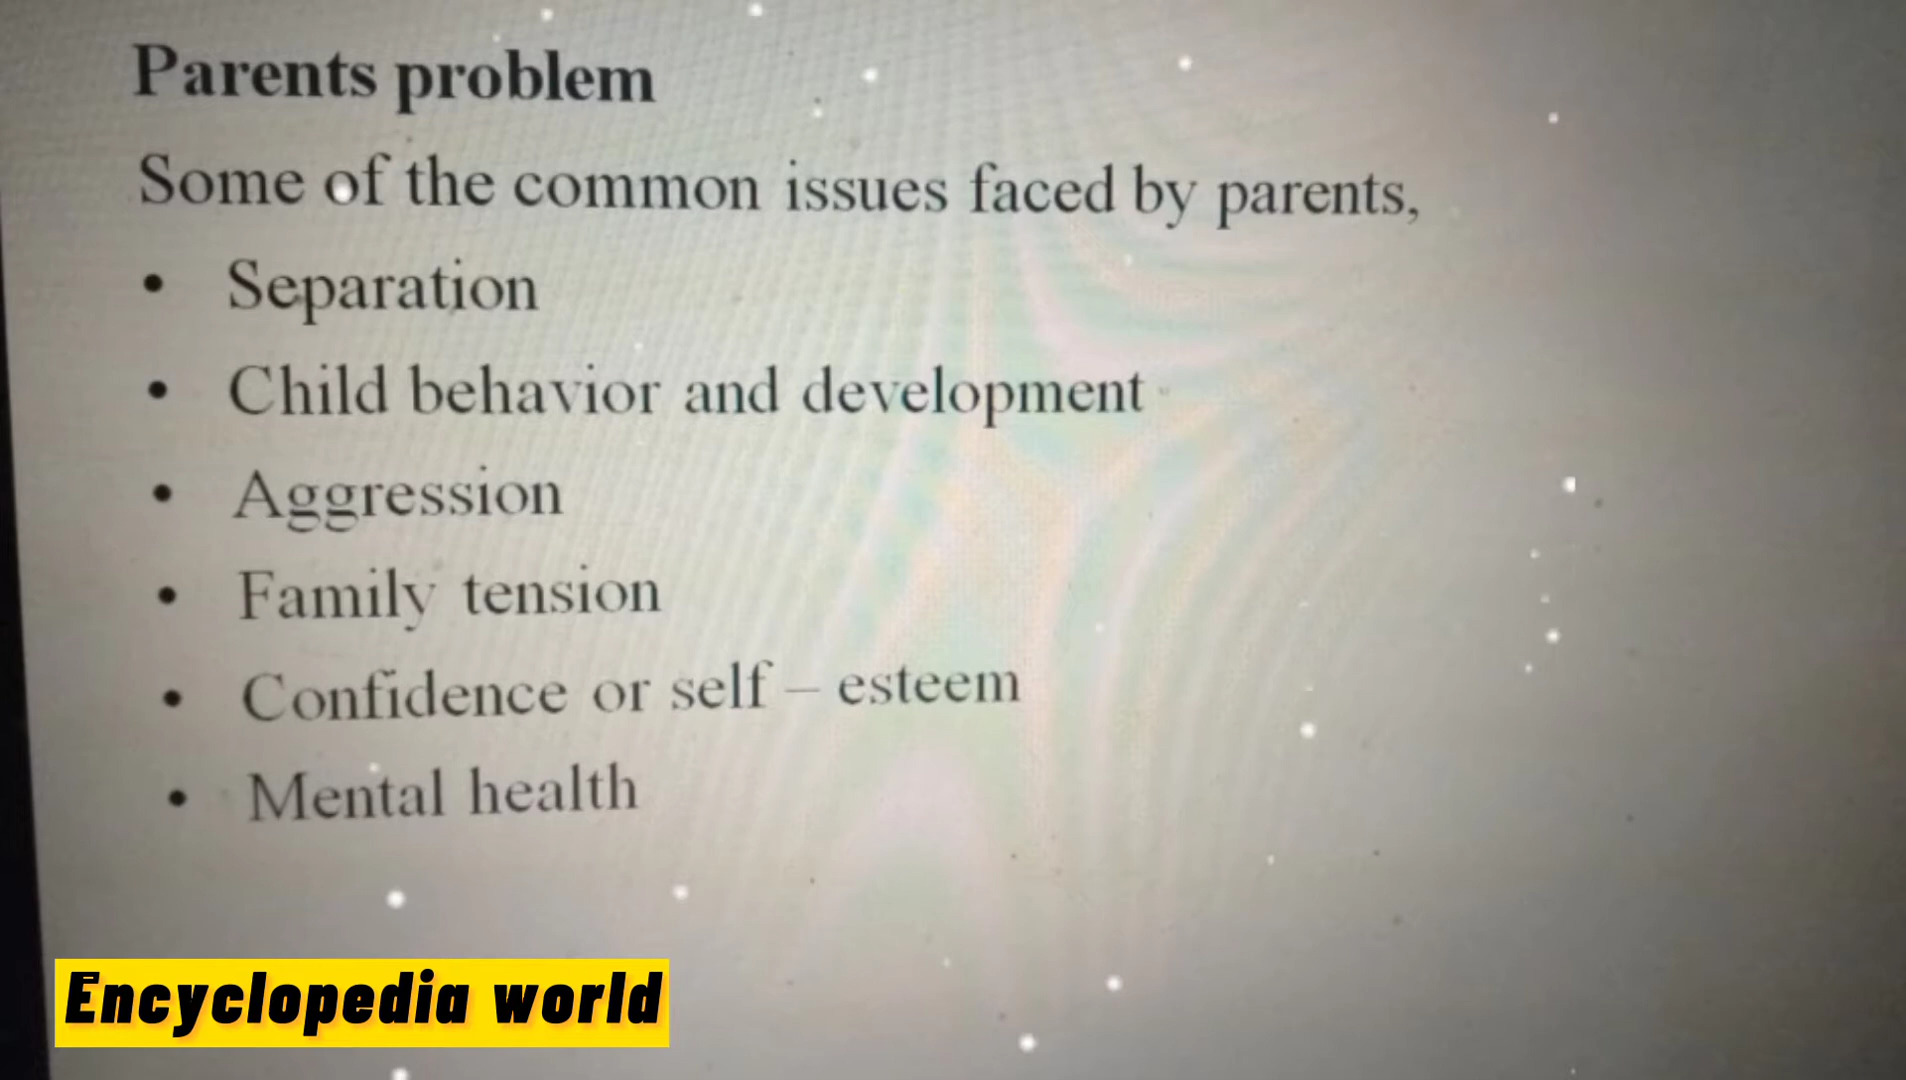 Parents problem
Some of the common issues faced by parents,
• Separation
• Child behavior and development
• Aggression
• Family tension
• Confidence or self – esteem
• Mental health
Encyclopedia world